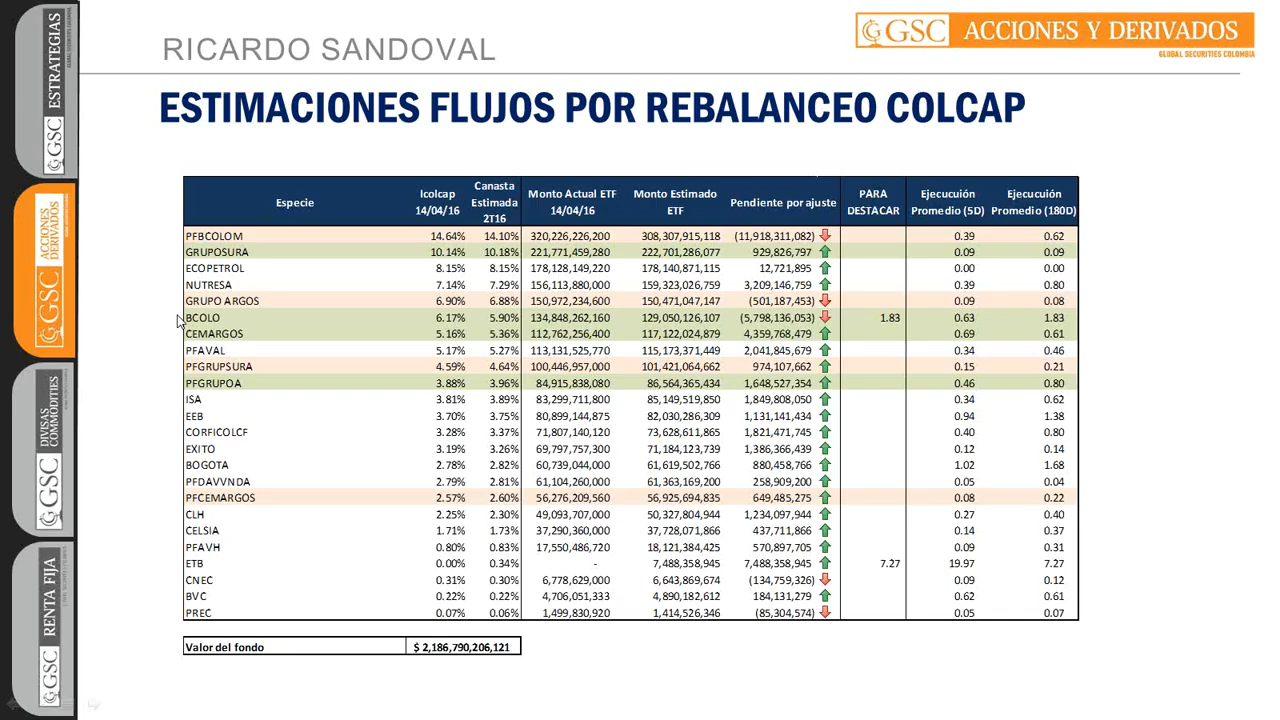 RICARDO SANDOVAL
GSC ACCIONES Y DERIVADOS
GLOBAL SECURITIES COLOMBIA
ESTIMACIONES FLUJOS POR REBALANCEO COLCAP
GSC ESTRATEGIAS
GSC ACCIONES DERIVADOS
GSC DIVISAS COMMODITIES
GSC RENTA FIJA
Especie Icolcap 14/04/16 Canasta Estimada 2T16 Monto Actual ETF 14/04/16 Monto Estimado ETF Pendiente por ajuste PARA DESTACAR Ejecucuión Promedio (5D) Ejecucuión Promedio (180D)
PFBCOLOM 14.64% 14.10% 320,226,226,200 308,307,915,118 (11,918,311,082) 0.39 0.62
GRUPOSURA 10.14% 10.18% 221,771,459,280 222,701,286,077 929,826,797 0.09 0.09
ECOPETROL 8.15% 8.15% 178,128,149,220 178,140,871,115 12,721,895 0.00 0.00
NUTRESA 7.14% 7.29% 156,113,880,000 159,323,026,759 3,209,146,759 0.39 0.80
GRUPO ARGOS 6.90% 6.88% 150,972,234,600 150,471,047,147 (501,187,453) 0.09 0.08
BCOLO 6.17% 5.90% 134,848,262,160 129,050,126,107 (5,798,136,053) 1.83 0.63 1.83
CEMARGOS 5.16% 5.36% 112,762,256,400 117,122,024,879 4,359,768,479 0.69 0.61
PFAVAL 5.17% 5.27% 113,131,525,770 115,173,371,449 2,041,845,679 0.34 0.46
PFGRUPSURA 4.59% 4.64% 100,446,957,000 101,421,064,662 974,107,662 0.15 0.21
PFGRUPOA 3.88% 3.96% 84,915,838,080 86,564,365,434 1,648,527,354 0.46 0.80
ISA 3.81% 3.89% 83,299,711,800 85,149,519,850 1,849,808,050 0.34 0.62
EEB 3.70% 3.75% 80,899,144,875 82,030,286,309 1,131,141,434 0.94 1.38
CORFICOLCF 3.28% 3.37% 71,807,140,120 73,628,611,865 1,821,471,745 0.40 0.80
EXITO 3.19% 3.26% 69,797,757,300 71,184,123,739 1,386,366,439 0.12 0.14
BOGOTA 2.78% 2.82% 60,739,044,000 61,619,502,766 880,458,766 1.02 1.68
PFDAVVNDA 2.79% 2.81% 61,104,260,000 61,363,169,200 258,909,200 0.05 0.04
PFCEMARGOS 2.57% 2.60% 56,276,209,560 56,925,694,835 649,485,275 0.08 0.22
CLH 2.25% 2.30% 49,093,707,000 50,327,804,944 1,234,097,944 0.27 0.40
CELSIA 1.71% 1.73% 37,290,360,000 37,728,071,866 437,711,866 0.14 0.37
PFAVH 0.80% 0.83% 17,550,486,720 18,121,384,425 570,897,705 0.09 0.31
ETB 0.00% 0.34% - 7,488,358,945 7,488,358,945 7.27 19.97 7.27
CNEC 0.31% 0.30% 6,778,629,000 6,643,869,674 (134,759,326) 0.09 0.12
BVC 0.22% 0.22% 4,706,051,333 4,890,182,612 184,131,279 0.62 0.61
PREC 0.07% 0.06% 1,499,830,920 1,414,526,346 (85,304,574) 0.05 0.07
Valor del fondo $ 2,186,790,206,121